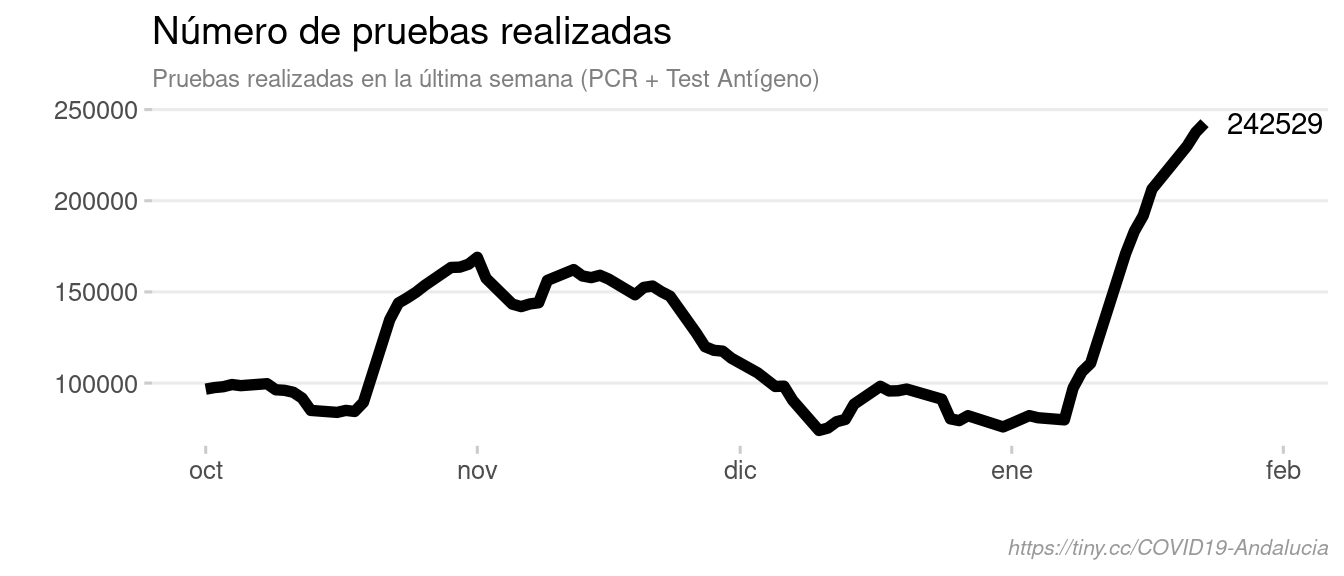 Número de pruebas realizadas
Pruebas realizadas en la última semana (PCR + Test Antígeno)
250000
242529
200000
150000
100000
oct nov dic ene feb
https://tiny.cc/COVID19-Andalucia